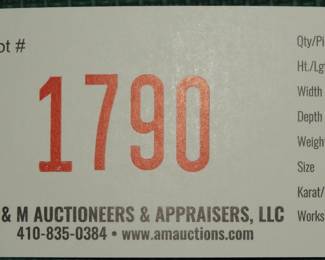 ot #
1790
& M AUCTIONEERS & APPRAISERS, LLC
410-835-0384 • www.amauctions.com
Qty/Pi
Ht./Lgt
Width
Depth
Weigh
Size
Karat/
Works